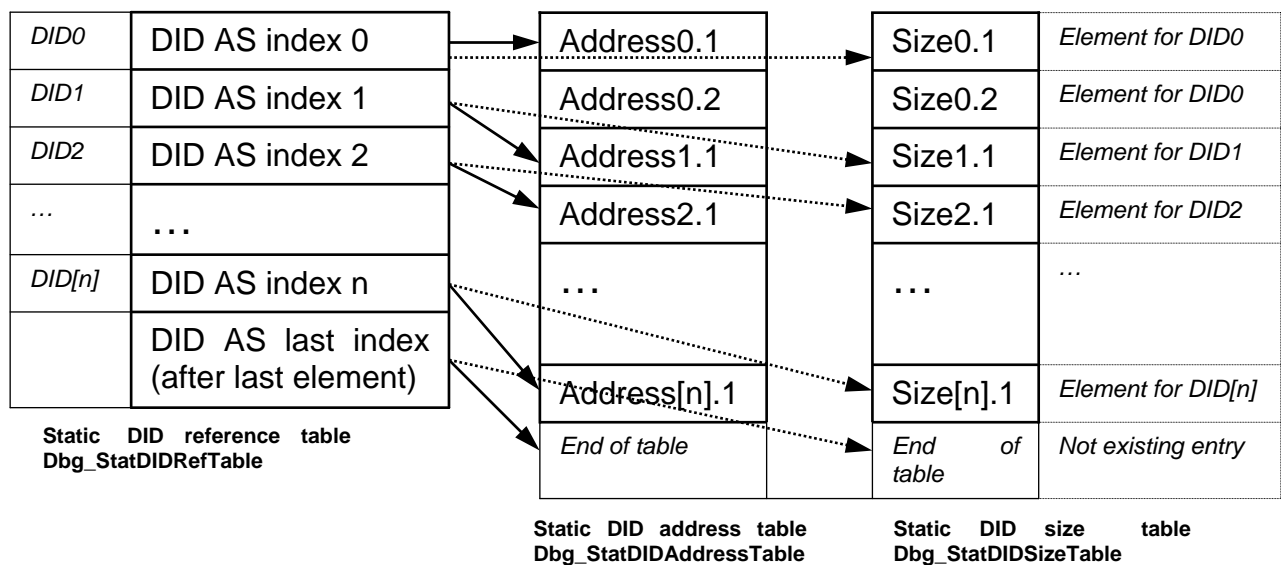 DID0 DID AS index 0 Address0.1 Size0.1 Element for DID0
DID1 DID AS index 1 Address0.2 Size0.2 Element for DID0
DID2 DID AS index 2 Address1.1 Size1.1 Element for DID1
… … Address2.1 Size2.1 Element for DID2
DID[n] DID AS index n … … …
DID AS last index
(after last element) Address[n].1 Size[n].1 Element for DID[n]
Static DID reference table
Dbg_StatDIDRefTable
End of table End of Not existing entry
table
Static DID address table Static DID size table
Dbg_StatDIDAddressTable Dbg_StatDIDSizeTable